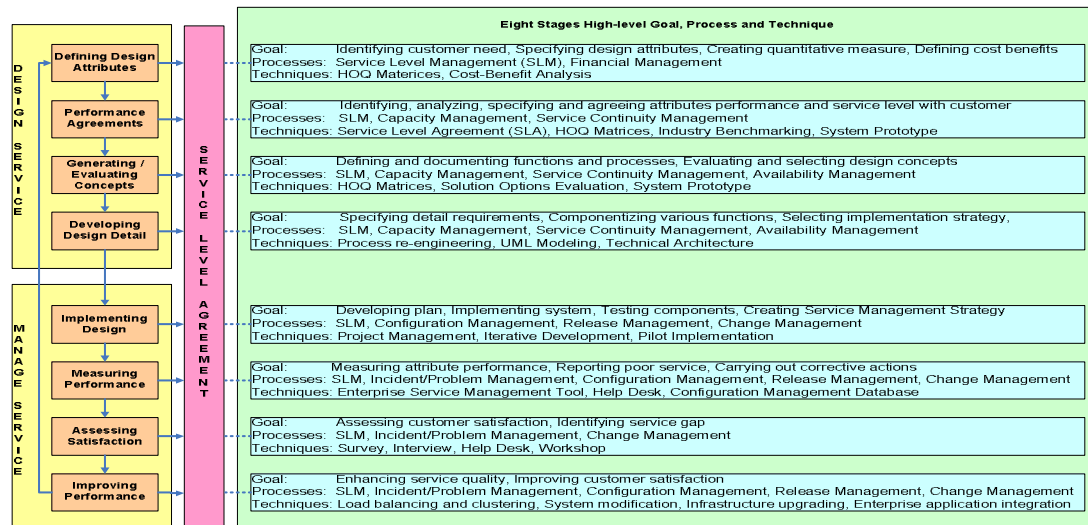 Eight Stages High-level Goal, Process and Technique
DESIGN SERVICE
Defining Design
Attributes
Performance
Agreements
Generating /
Evaluating
Concepts
Developing
Design Detail
MANAGE SERVICE
Implementing
Design
Measuring
Performance
Assessing
Satisfaction
Improving
Performance
SERVICE LEVEL AGREEMENT
Goal: Identifying customer need, Specifying design attributes, Creating quantitative measure, Defining cost benefits
Processes: Service Level Management (SLM), Financial Management
Techniques: HOQ Materices, Cost-Benefit Analysis
Goal: Identifying, analyzing, specifying and agreeing attributes performance and service level with customer
Processes: SLM, Capacity Management, Service Continuity Management
Techniques: Service Level Agreement (SLA), HOQ Matrices, Industry Benchmarking, System Prototype
Goal: Defining and documenting functions and processes, Evaluating and selecting design concepts
Processes: SLM, Capacity Management, Service Continuity Management, Availability Management
Techniques: HOQ Matrices, Solution Options Evaluation, System Prototype
Goal: Specifying detail requirements, Componentizing various functions, Selecting implementation strategy,
Processes: SLM, Capacity Management, Service Continuity Management, Availability Management
Techniques: Process re-engineering, UML Modeling, Technical Architecture
Goal: Developing plan, Implementing system, Testing components, Creating Service Management Strategy
Processes: SLM, Configuration Management, Release Management, Change Management
Techniques: Project Management, Iterative Development, Pilot Implementation
Goal: Measuring attribute performance, Reporting poor service, Carrying out corrective actions
Processes: SLM, Incident/Problem Management, Configuration Management, Release Management, Change Management
Techniques: Enterprise Service Management Tool, Help Desk, Configuration Management Database
Goal: Assessing customer satisfaction, Identifying service gap
Processes: SLM, Incident/Problem Management, Change Management
Techniques: Survey, Interview, Help Desk, Workshop
Goal: Enhancing service quality, Improving customer satisfaction
Processes: SLM, Incident/Problem Management, Configuration Management, Release Management, Change Management
Techniques: Load balancing and clustering, System modification, Infrastructure upgrading, Enterprise application integration